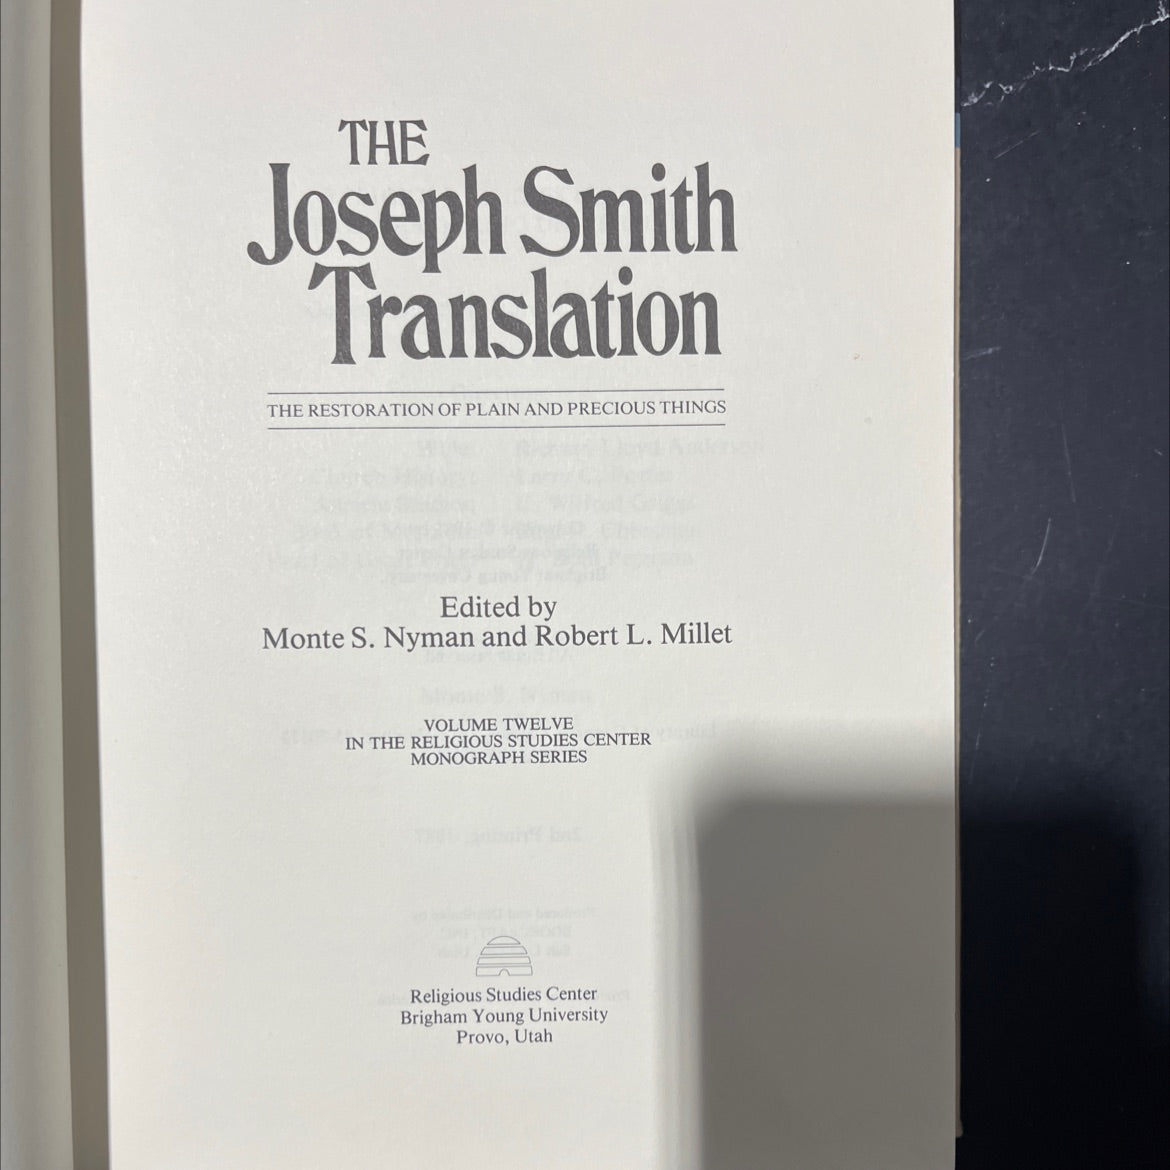 THE
Joseph Smith
Translation
THE RESTORATION OF PLAIN AND PRECIOUS THINGS
Edited by
Monte S. Nyman and Robert L. Millet
VOLUME TWELVE
IN THE RELIGIOUS STUDIES CENTER
MONOGRAPH SERIES
Religious Studies Center
Brigham Young University
Provo, Utah